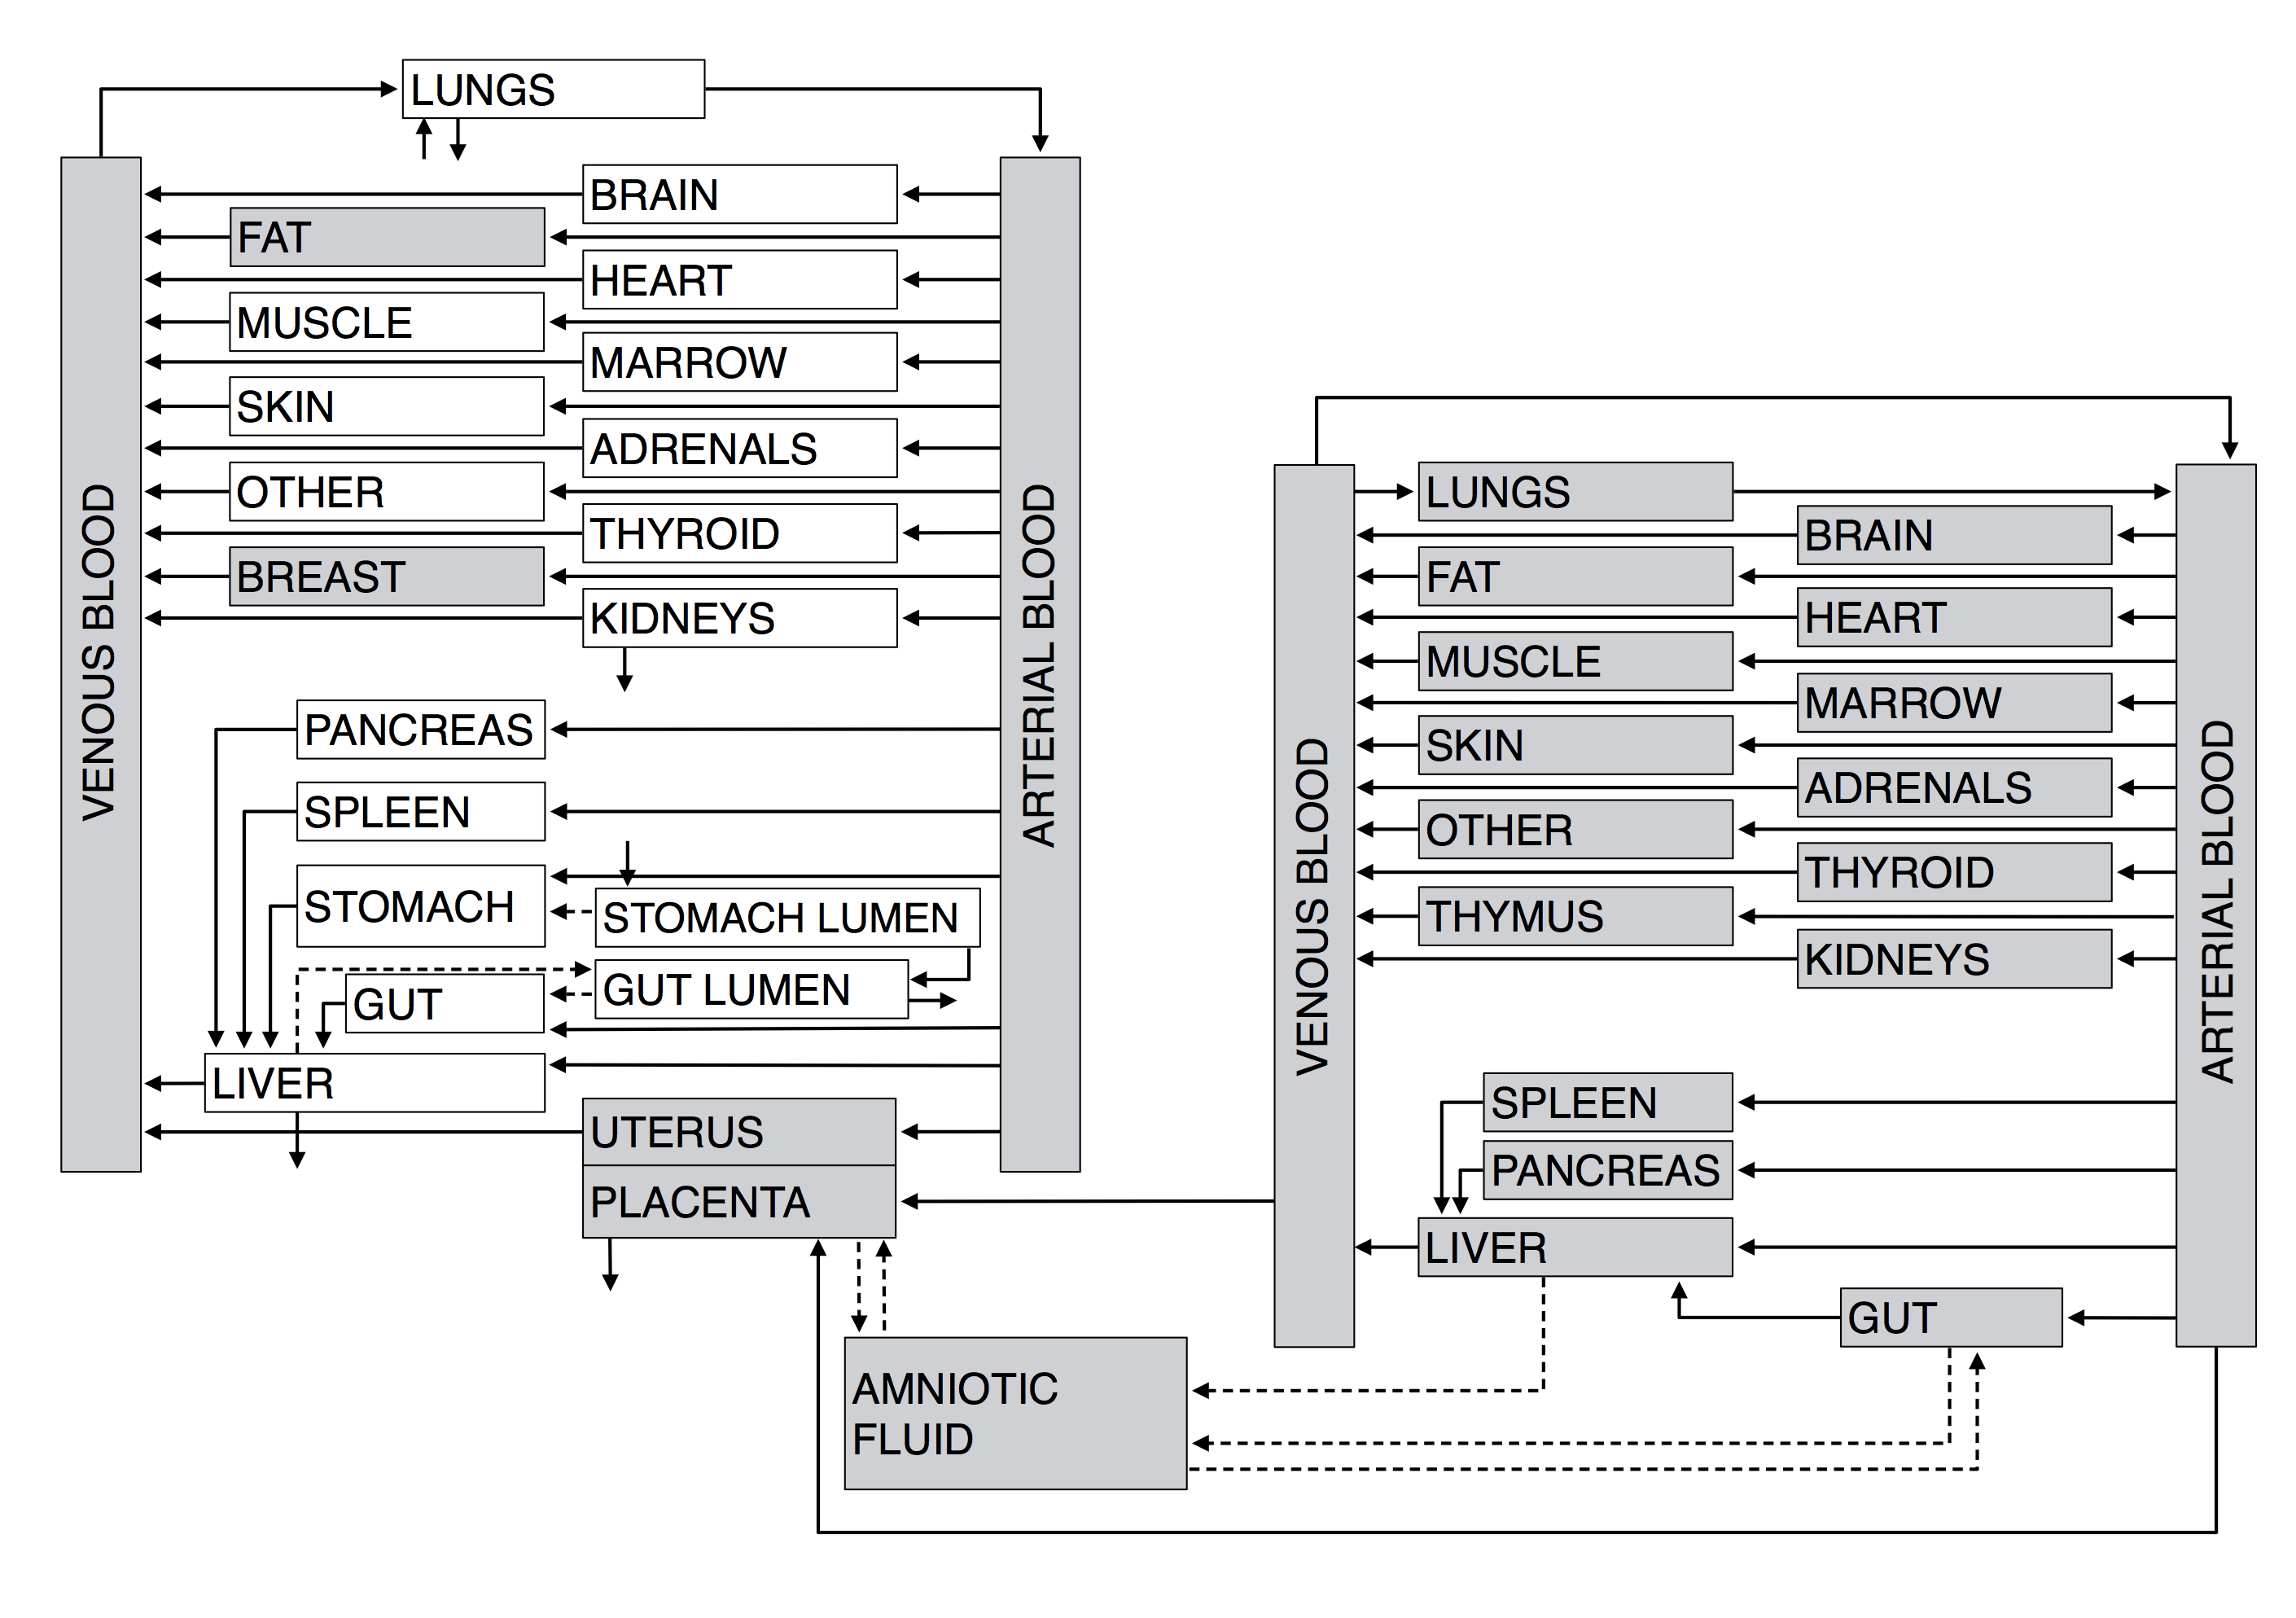 LUNGS
VENOUS BLOOD
ARTERIAL BLOOD
BRAIN
FAT
HEART
MUSCLE
MARROW
SKIN
ADRENALS
OTHER
THYROID
BREAST
KIDNEYS
PANCREAS
SPLEEN
STOMACH
STOMACH LUMEN
GUT LUMEN
GUT
LIVER
UTERUS
PLACENTA
AMNIOTIC
FLUID
VENOUS BLOOD
ARTERIAL BLOOD
LUNGS
BRAIN
FAT
HEART
MUSCLE
MARROW
SKIN
ADRENALS
OTHER
THYROID
THYMUS
KIDNEYS
SPLEEN
PANCREAS
LIVER
GUT